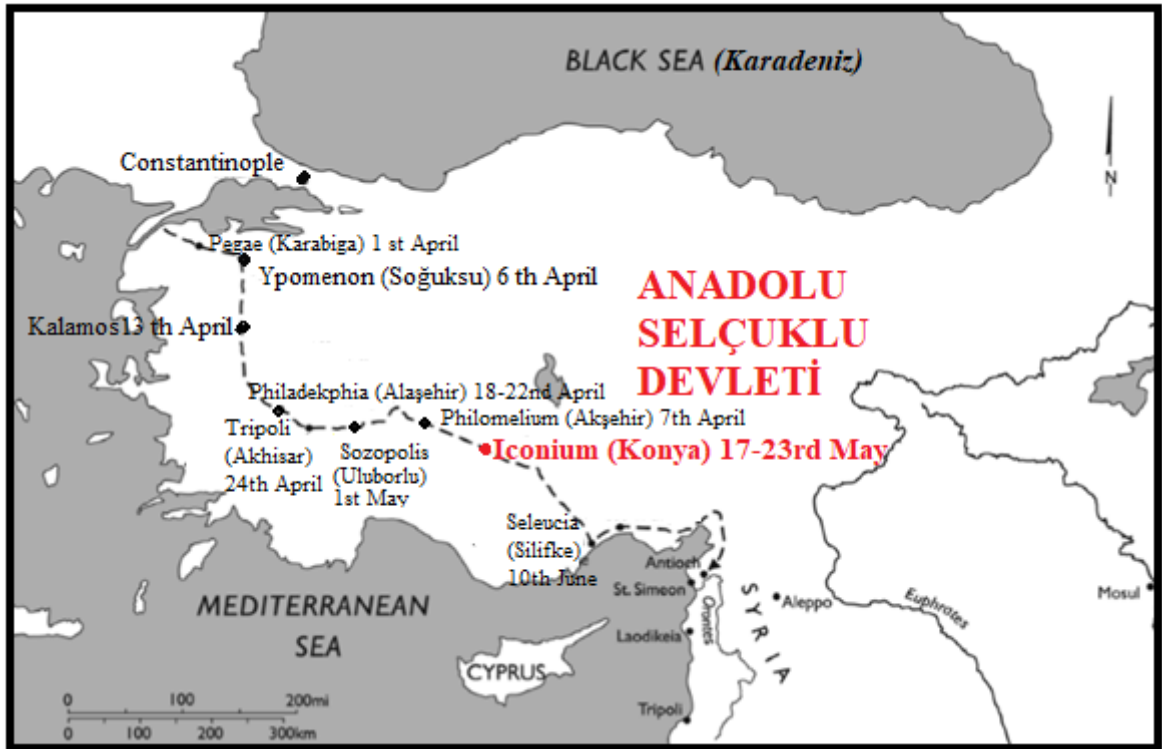 BLACK SEA (Karadeniz)
Constantinople
N
Pegae (Karabiga) 1 st April
Ypomenon (Soğuksu) 6 th April
ANADOLU
SELÇUKLU
DEVLETİ
Kalamos13 th April
Philadekphia (Alaşehir) 18-22nd April
Philomelium (Akşehir) 7th April
Tripoli
(Akhisar)
24th April
Sozopolis
(Uluborlu)
1st May
Iconium (Konya) 17-23rd May
Seleucia
(Silifke)
10th June
Antioch
St. Simeon
SYRIA
Aleppo
Mosul
Euphrates
Orontes
Laodikeia
MEDITERRANEAN
SEA
CYPRUS
Tripoli
0 100 200mi
0 100 200 300km